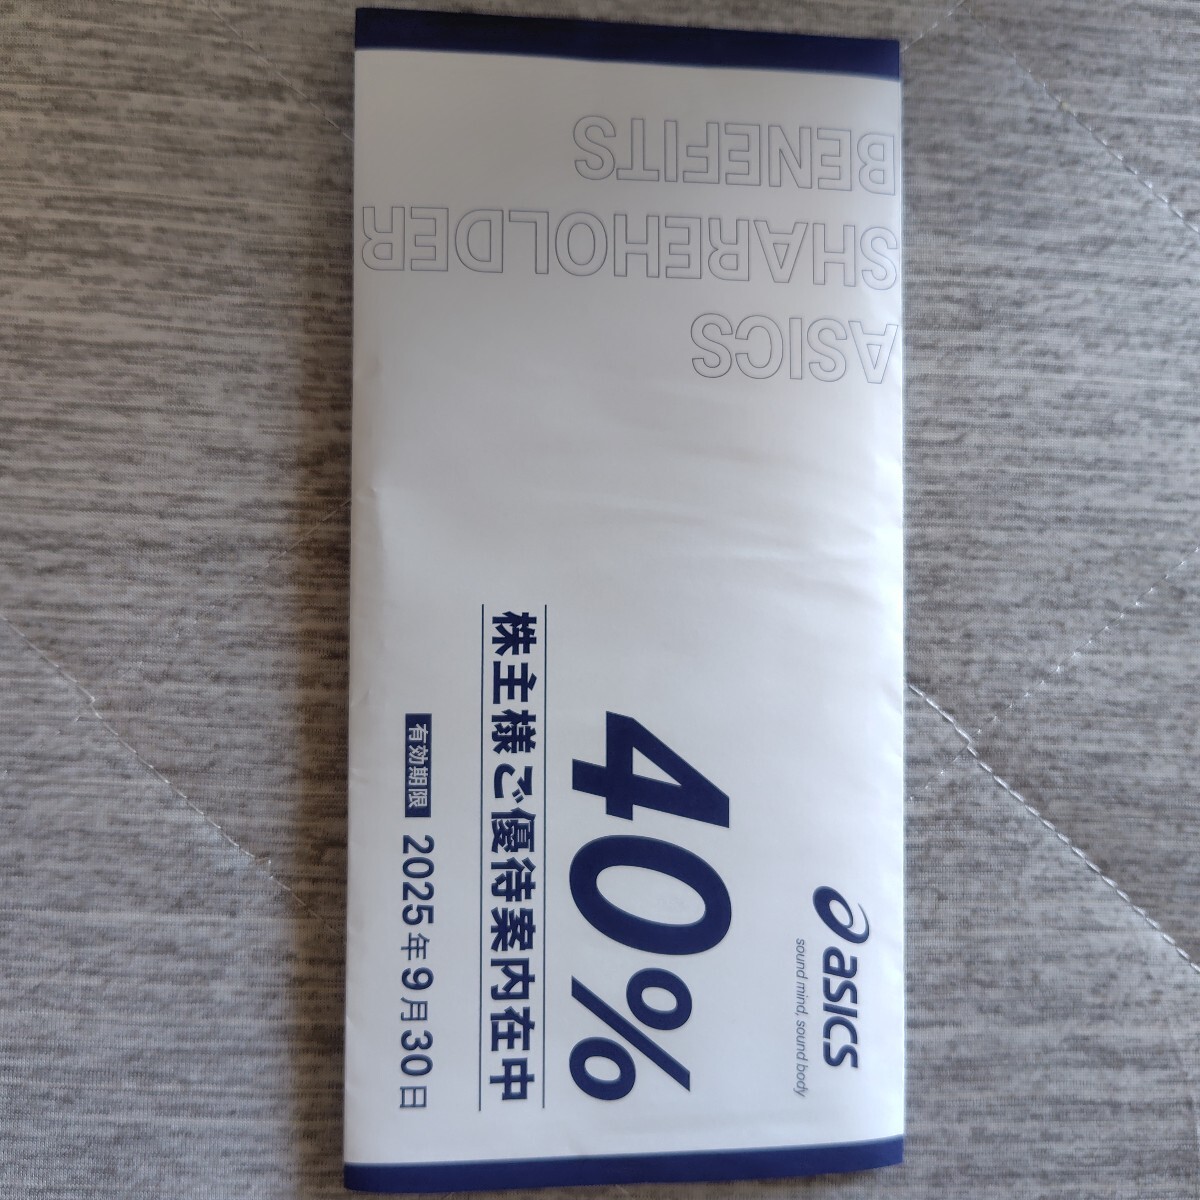 asics
sound mind, sound body
40%
株主様ご優待案内在中
有効期限 2025年9月30日
ASICS
SHAREHOLDER
BENEFITS